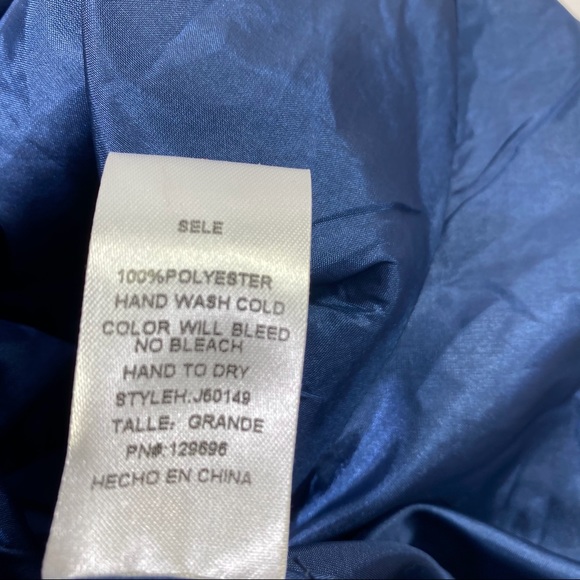 SELE
100%POLYESTER
HAND WASH COLD
COLOR WILL BLEED
NO BLEACH
HAND TO DRY
STYLEH:J60149
TALLE: GRANDE
PN#:129696
HECHO EN CHINA